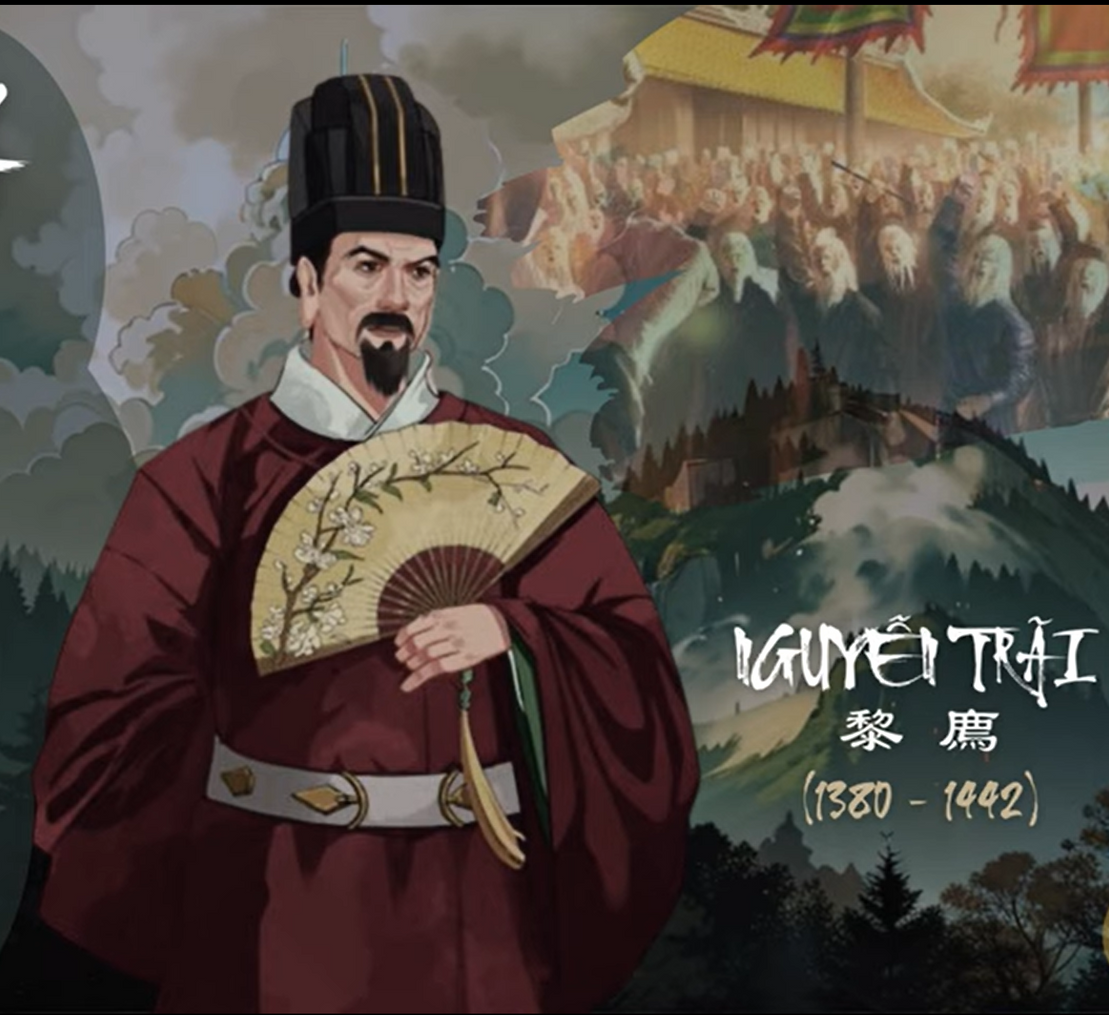 NGUYỄN TRÃI
黎 廌
(1380 - 1442)